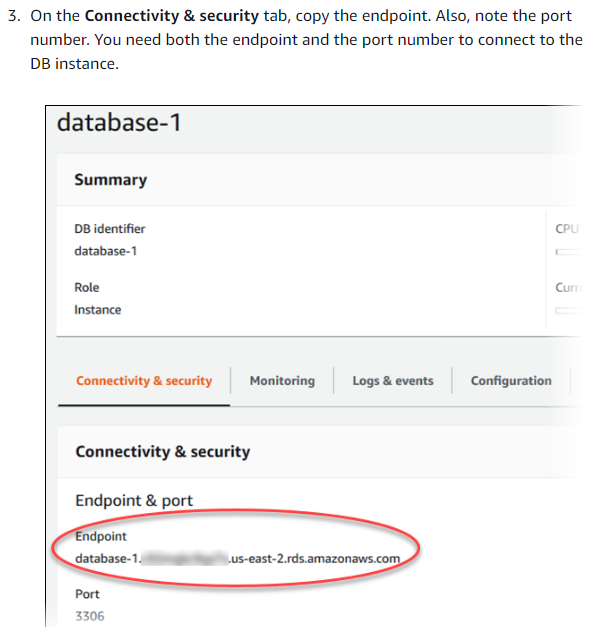 3. On the Connectivity & security tab, copy the endpoint. Also, note the port
number. You need both the endpoint and the port number to connect to the
DB instance.
database-1
Summary
DB identifier
CPU
database-1
Role
Curr
Instance
Connectivity & security
Monitoring
Logs & events
Configuration
Connectivity & security
Endpoint & port
Endpoint
database-1. .us-east-2.rds.amazonaws.com
Port
3306